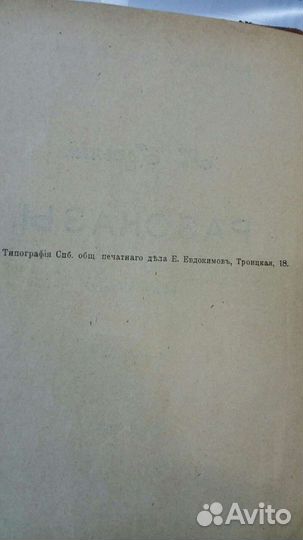 Типографія Спб. общ. печатнаго дѣла Е. Евдокимовъ, Троицкая, 18.
Avito